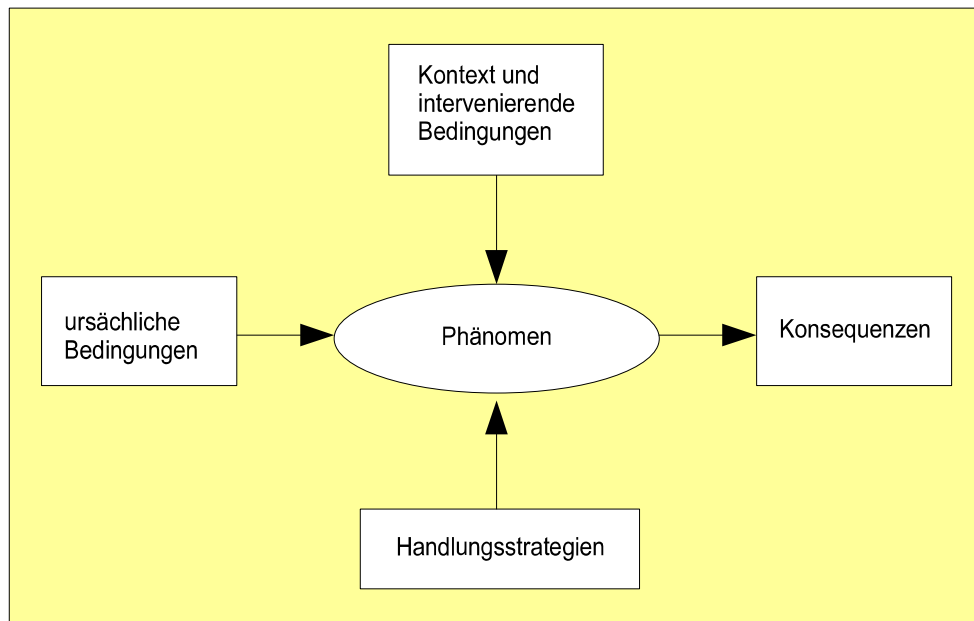 Kontext und
intervenierende
Bedingungen
ursächliche
Bedingungen
Phänomen
Konsequenzen
Handlungsstrategien